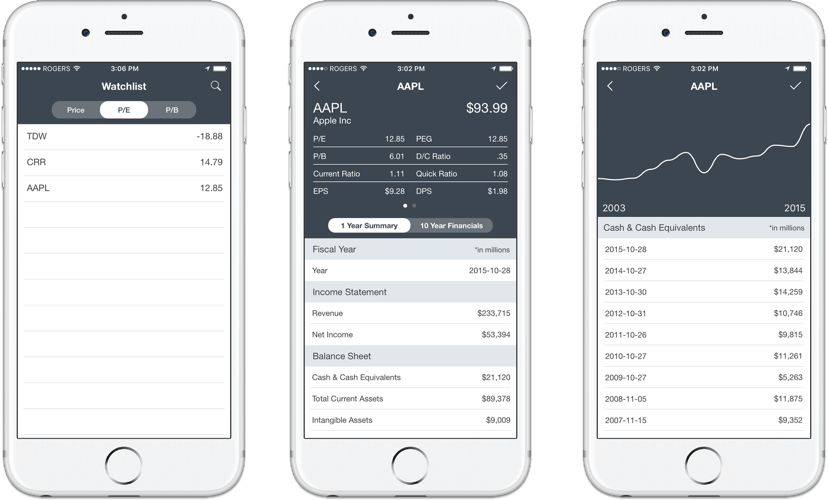 ROGERS 3:06 PM
Watchlist
Price P/E P/B
TDW -18.88
CRR 14.79
AAPL 12.85
ROGERS 3:02 PM
AAPL
AAPL $93.99
Apple Inc
P/E 12.85 PEG 12.85
P/B 6.01 D/C Ratio .35
Current Ratio 1.11 Quick Ratio 1.08
EPS $9.28 DPS $1.98
1 Year Summary 10 Year Financials
Fiscal Year *in millions
Year 2015-10-28
Income Statement
Revenue $233,715
Net Income $53,394
Balance Sheet
Cash & Cash Equivalents $21,120
Total Current Assets $89,378
Intangible Assets $9,009
ROGERS 3:02 PM
AAPL
2003 2015
Cash & Cash Equivalents *in millions
2015-10-28 $21,120
2014-10-27 $13,844
2013-10-30 $14,259
2012-10-31 $10,746
2011-10-26 $9,815
2010-10-27 $11,261
2009-10-27 $5,263
2008-11-05 $11,875
2007-11-15 $9,352